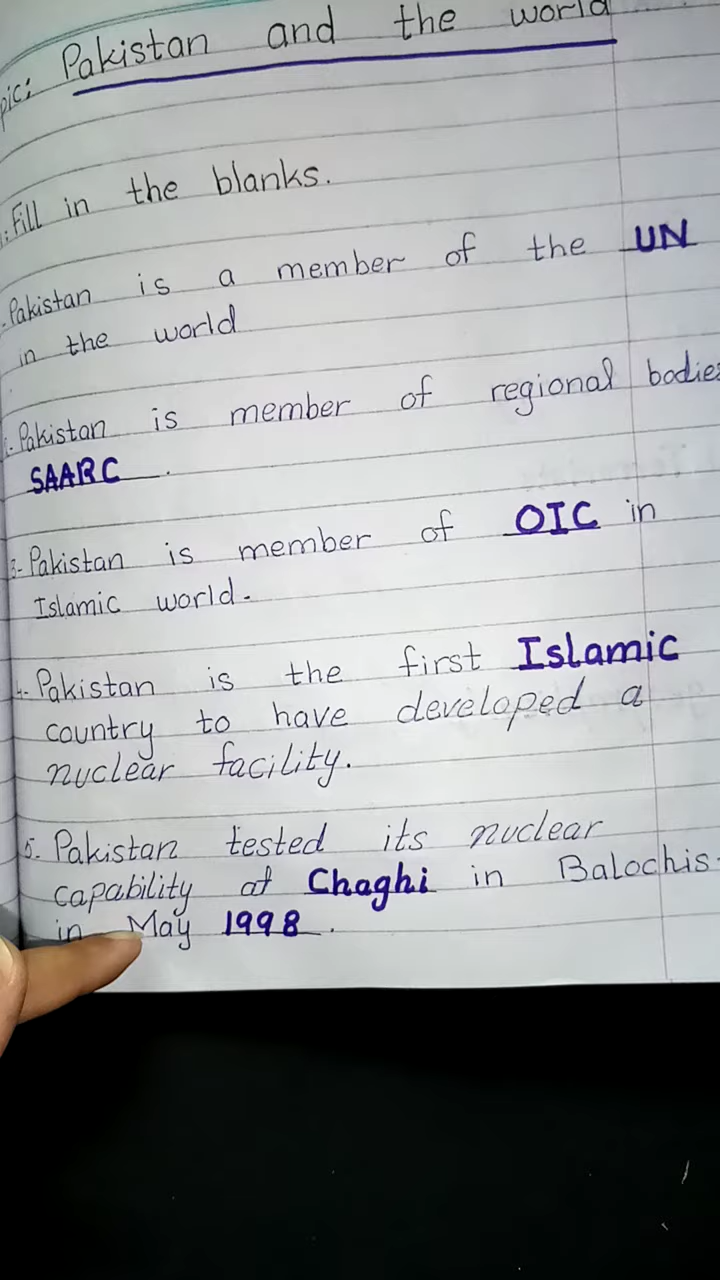 pic: Pakistan and the world
1. Fill in the blanks.
Pakistan is a member of the UN
in the world
Pakistan is member of regional bodies
SAARC .
3- Pakistan is member of OIC in
Islamic world.
4- Pakistan is the first Islamic
country to have developed a
nuclear facility.
5. Pakistan tested its nuclear
capability at Chaghi in Balochis
in May 1998 .